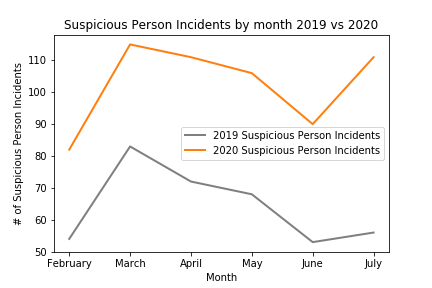 Suspicious Person Incidents by month 2019 vs 2020
# of Suspicious Person Incidents
110
100
90
80
70
60
50
2019 Suspicious Person Incidents
2020 Suspicious Person Incidents
February March April May June July
Month